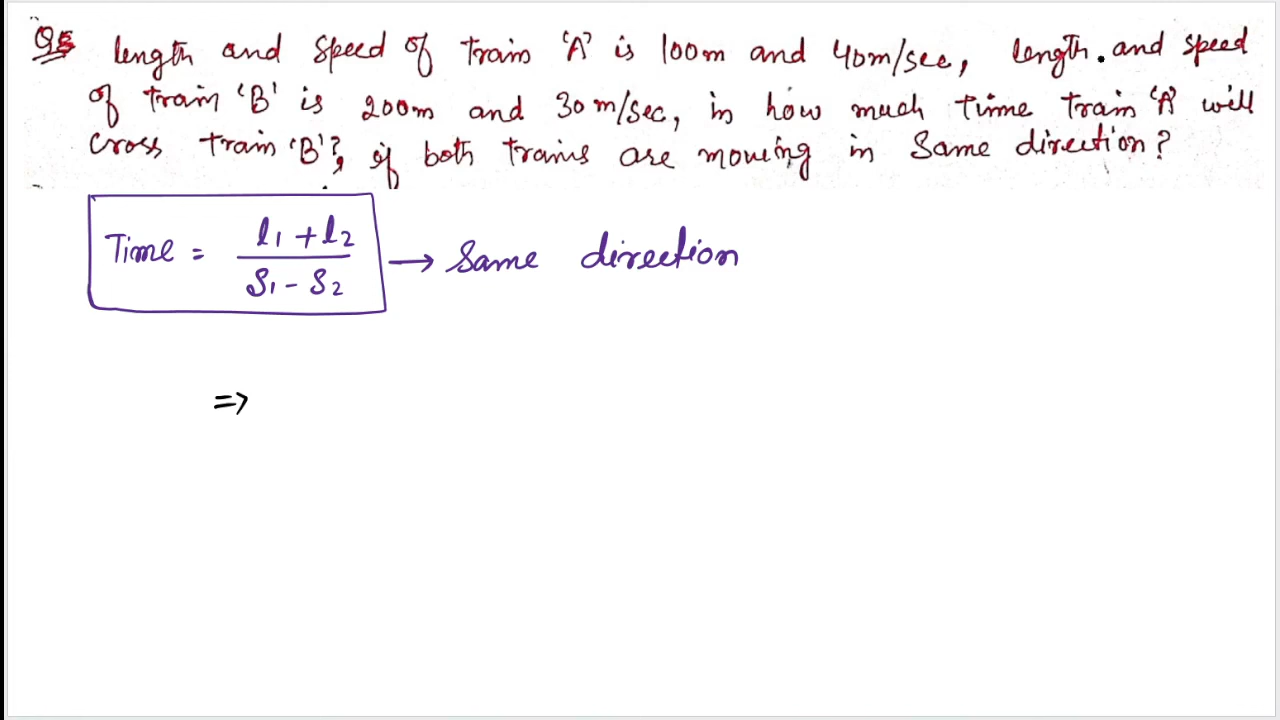 Q5 length and speed of train 'A' is 100m and 40m/sec, length and speed
of train 'B' is 200m and 30m/sec, in how much time train 'A' will
cross train 'B'?, if both trains are moving in same direction?
Time = l1 + l2 / S1 - S2 → Same direction
=>